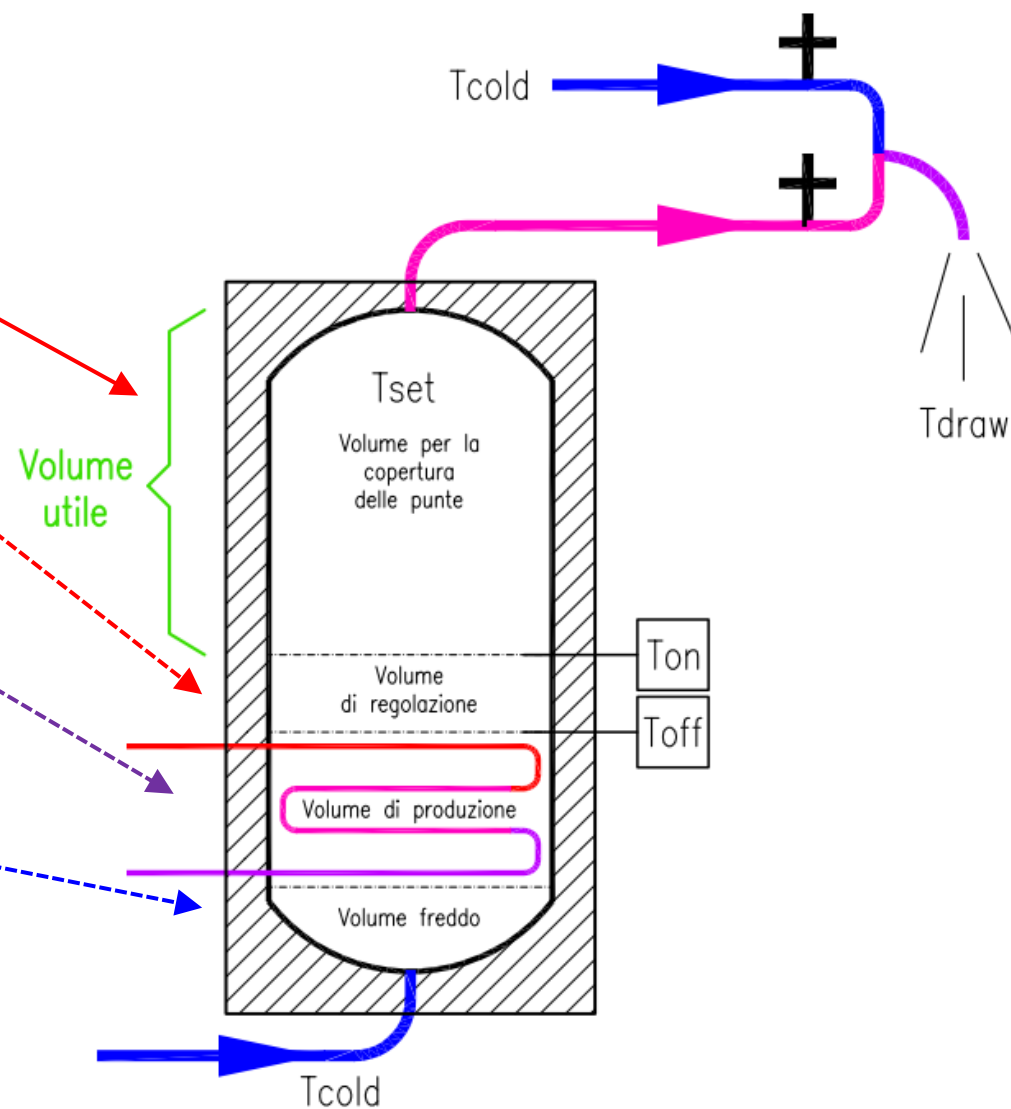 Tcold
Tset
Volume per la
copertura
delle punte
Tdraw
Volume
utile
Ton
Volume
di regolazione
Toff
Volume di produzione
Volume freddo
Tcold